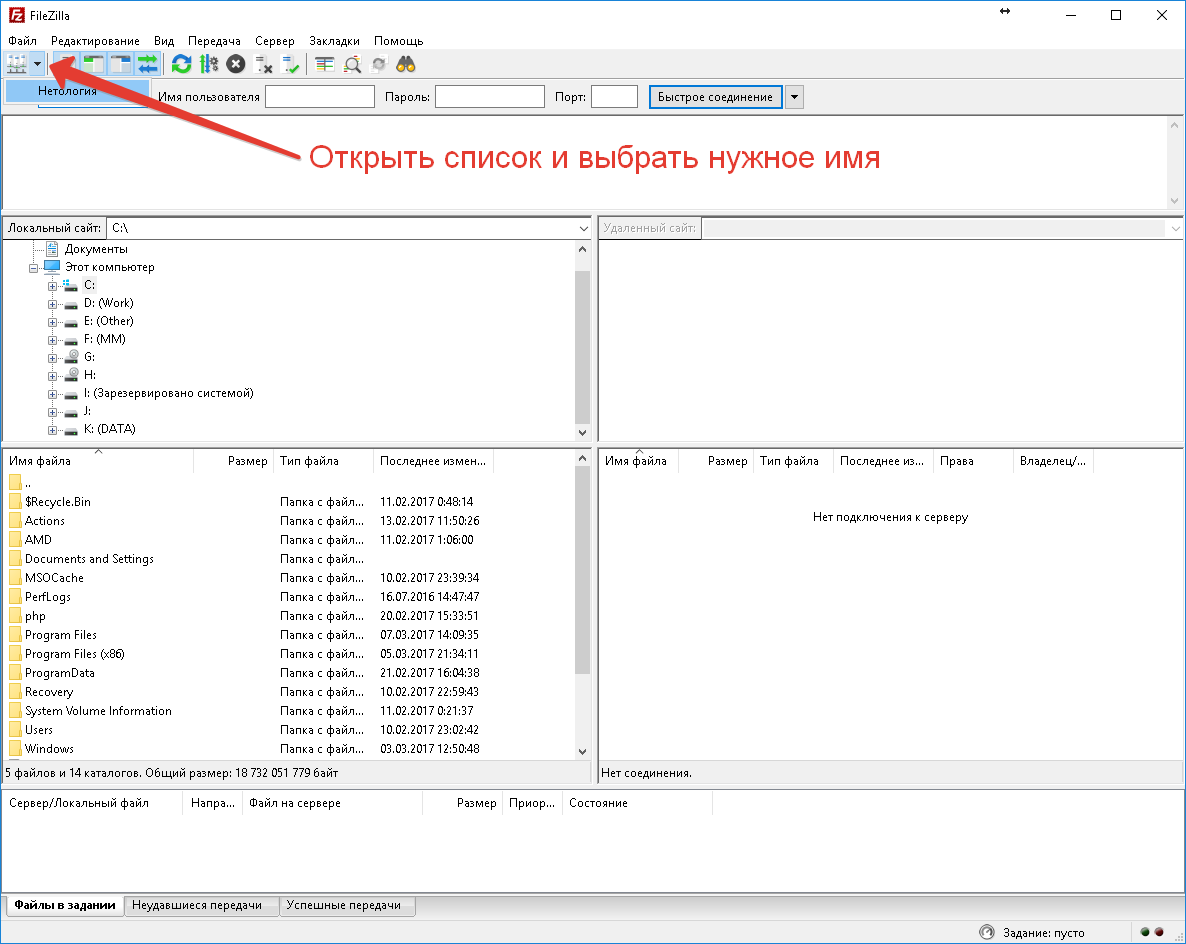 FileZilla
Файл Редактирование Вид Передача Сервер Закладки Помощь
Нетология
Имя пользователя Пароль: Порт: Быстрое соединение
Открыть список и выбрать нужное имя
Локальный сайт: C:\
Удаленный сайт:
Документы
Этот компьютер
C:
D: (Work)
E: (Other)
F: (MM)
G:
H:
I: (Зарезервировано системой)
J:
K: (DATA)
Имя файла Размер Тип файла Последнее измен...
..
$Recycle.Bin Папка с файл... 11.02.2017 0:48:14
Actions Папка с файл... 13.02.2017 11:50:26
AMD Папка с файл... 11.02.2017 1:06:00
Documents and Settings Папка с файл...
MSOCache Папка с файл... 10.02.2017 23:39:34
PerfLogs Папка с файл... 16.07.2016 14:47:47
php Папка с файл... 20.02.2017 15:33:51
Program Files Папка с файл... 07.03.2017 14:09:35
Program Files (x86) Папка с файл... 05.03.2017 21:34:11
ProgramData Папка с файл... 21.02.2017 16:04:38
Recovery Папка с файл... 10.02.2017 22:59:43
System Volume Information Папка с файл... 11.02.2017 0:21:37
Users Папка с файл... 10.02.2017 23:02:42
Windows Папка с файл... 03.03.2017 12:50:48
5 файлов и 14 каталогов. Общий размер: 18 732 051 779 байт
Имя файла Размер Тип файла Последнее из... Права Владелец/...
Нет подключения к серверу
Нет соединения.
Сервер/Локальный файл Напра... Файл на сервере Размер Приор... Состояние
Файлы в задании Неудавшиеся передачи Успешные передачи
Задание: пусто